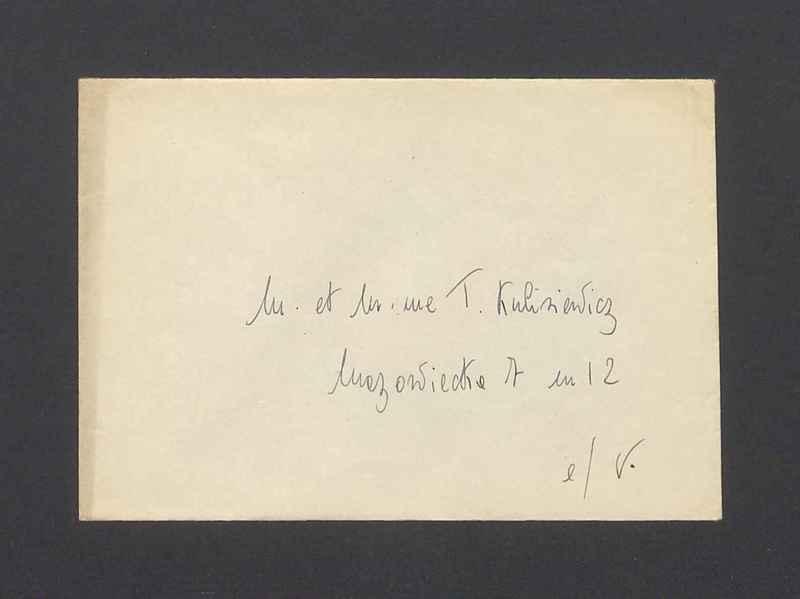 M. et M. me T. Kulisiewicz
Mazowiecka 7 m 12
e/ V.